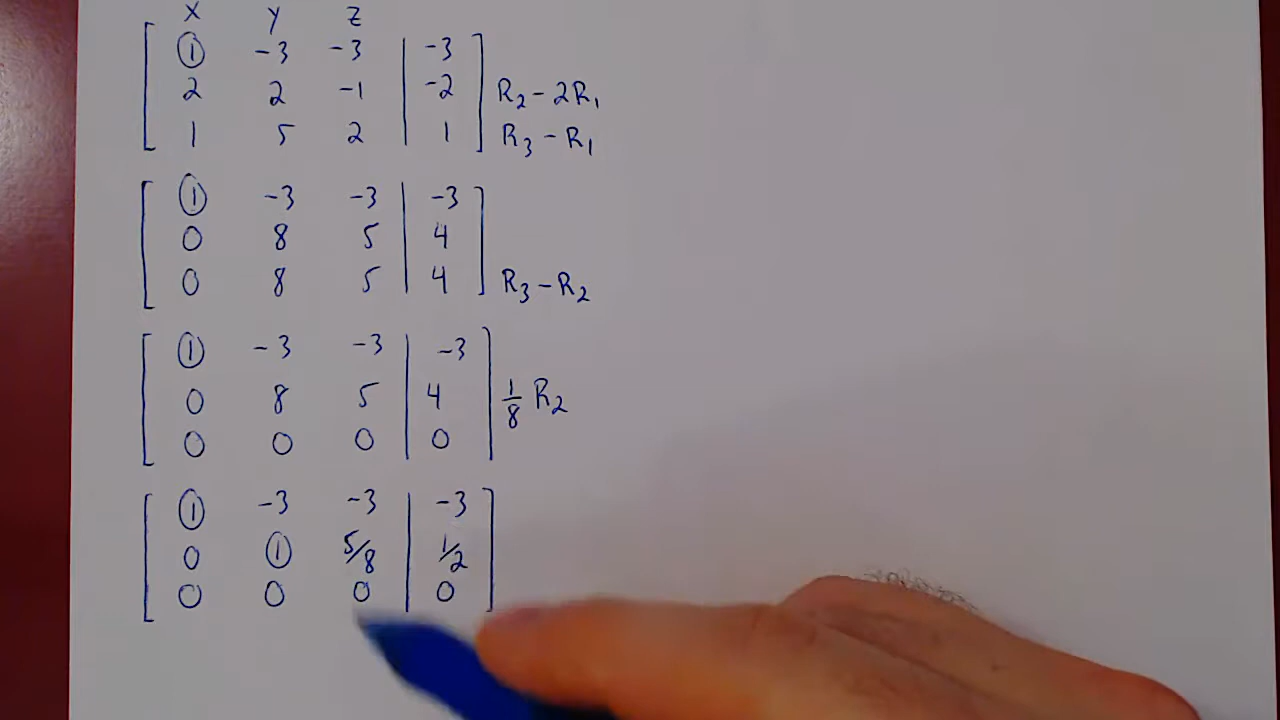 X Y Z
[ 1 -3 -3 | -3 ]
[ 2 2 -1 | -2 ] R₂ - 2R₁
[ 1 5 2 | 1 ] R₃ - R₁
[ 1 -3 -3 | -3 ]
[ 0 8 5 | 4 ]
[ 0 8 5 | 4 ] R₃ - R₂
[ 1 -3 -3 | -3 ]
[ 0 8 5 | 4 ] 1/8 R₂
[ 0 0 0 | 0 ]
[ 1 -3 -3 | -3 ]
[ 0 1 5/8 | 1/2 ]
[ 0 0 0 | 0 ]